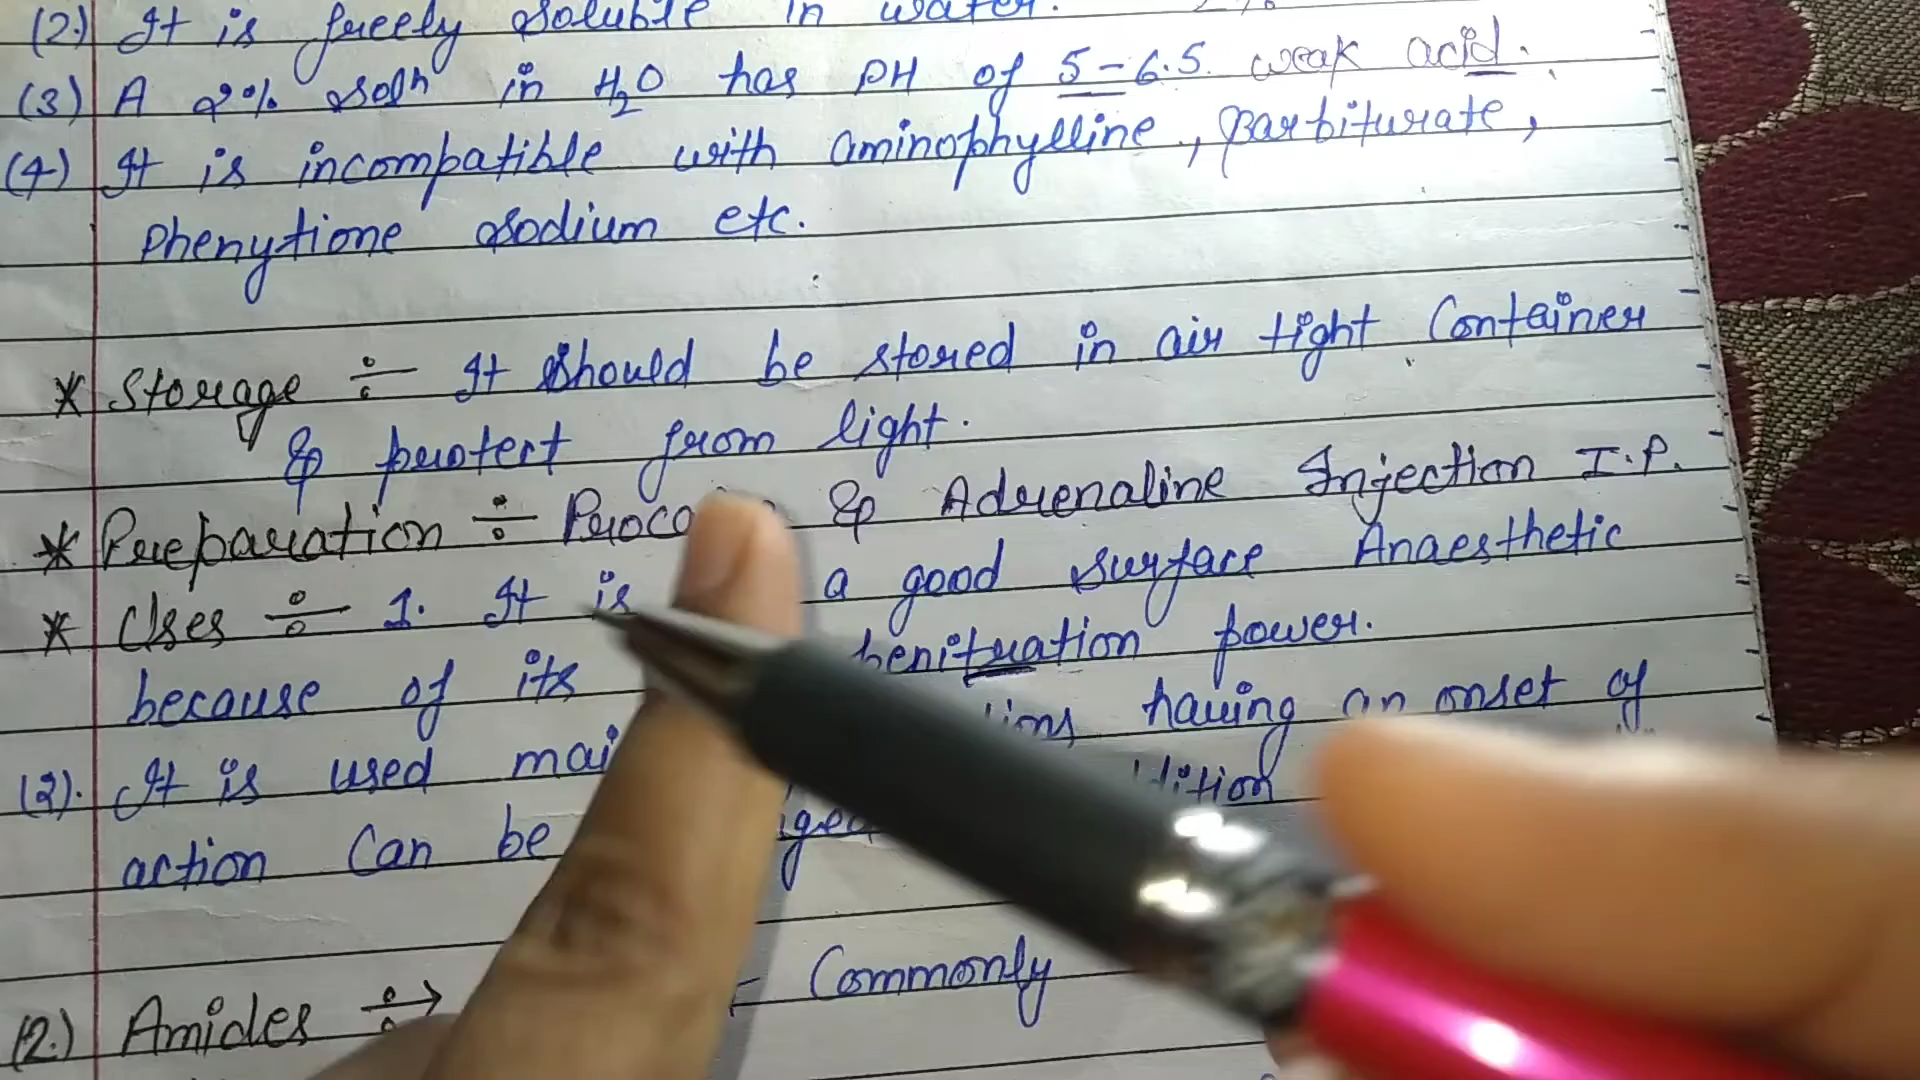 (2.) It is freely soluble in water.
(3) A 2% soln in H2O has PH of 5-6.5. weak acid.
(4) It is incompatible with aminophylline, barbiturate,
Phenytione sodium etc.
* Storage ÷ It should be stored in air tight Container
& protect from light.
* Preparation ÷ & Adrenaline Injection I.P.
* Uses ÷ 1. It is a good surface Anaesthetic
because of its power.
(2). It is used having an onset of
action Can be
(2.) Amides ÷→ Commonly